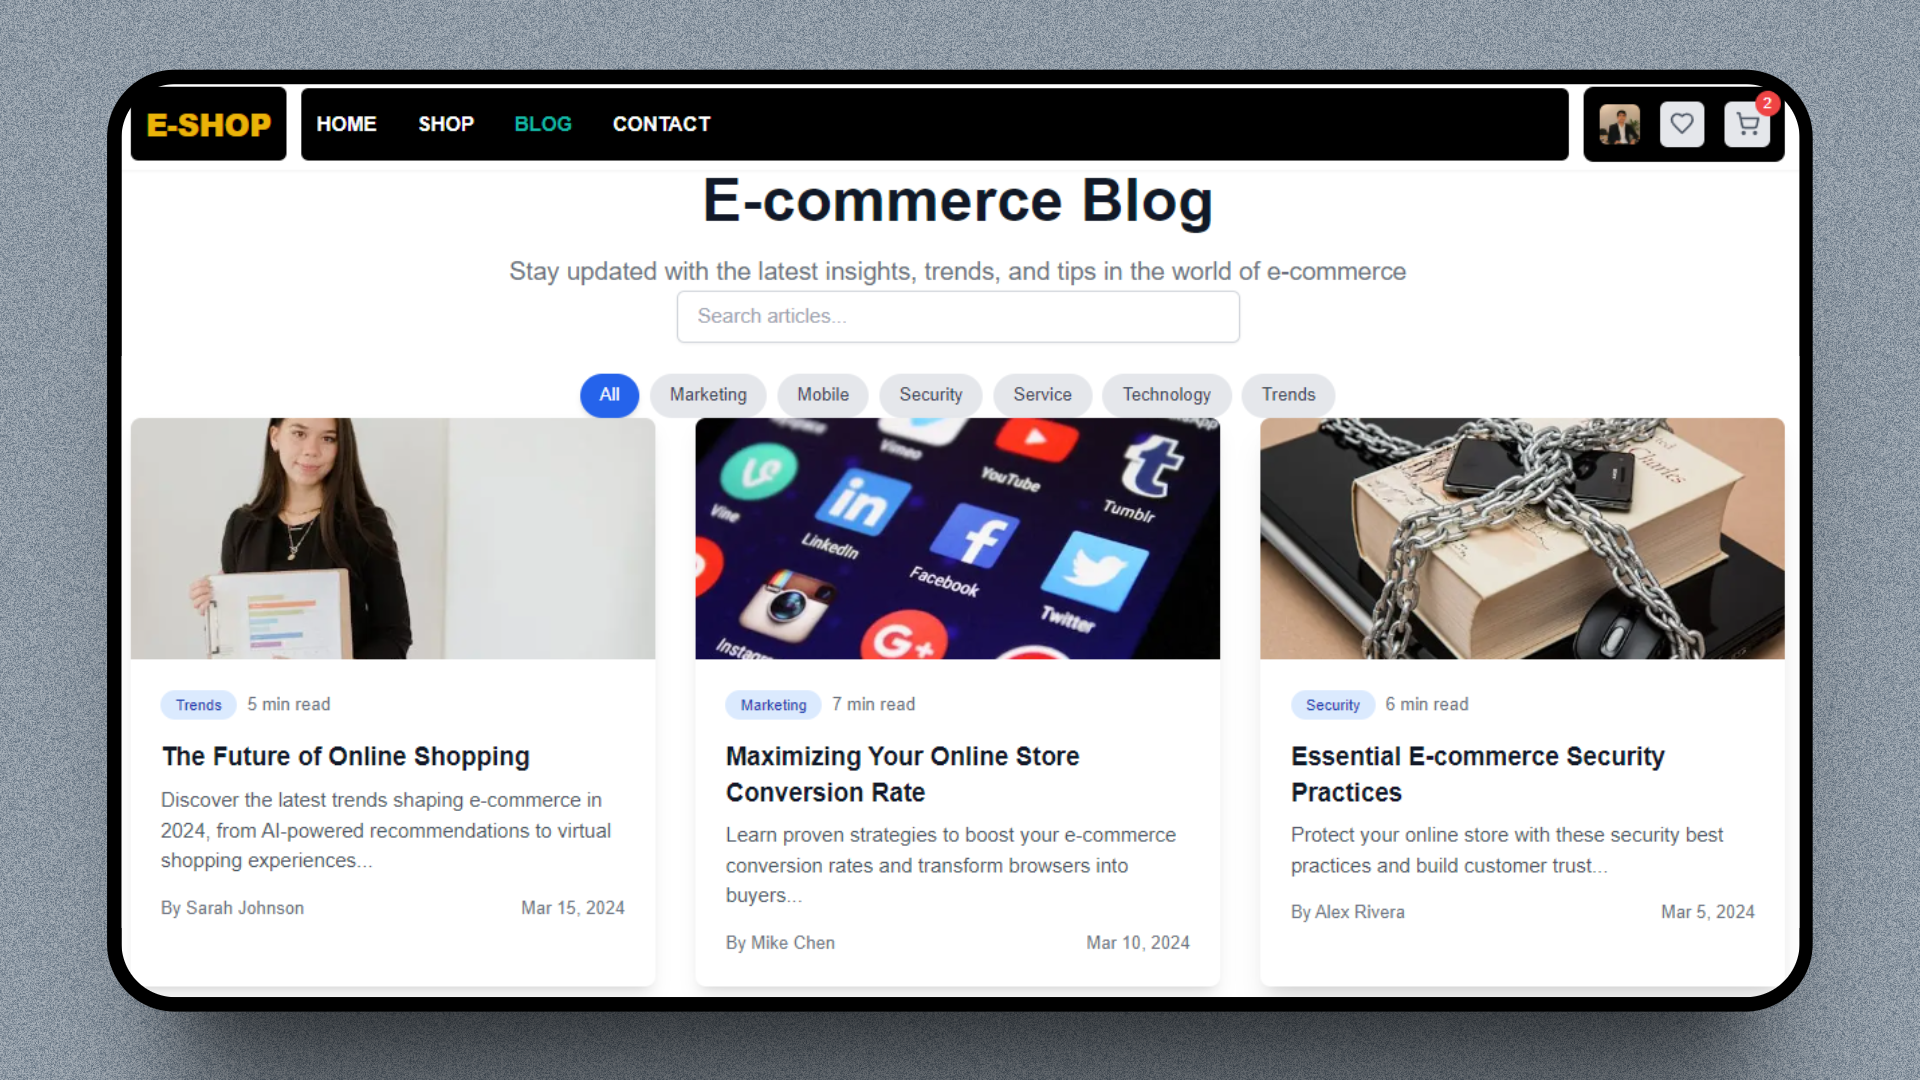 E-SHOP
HOME SHOP BLOG CONTACT
2
E-commerce Blog
Stay updated with the latest insights, trends, and tips in the world of e-commerce
Search articles...
All Marketing Mobile Security Service Technology Trends
Vimeo
YouTube
Tumblr
Vine
in
LinkedIn
Facebook
Twitter
G+
Charles
Trends 5 min read
The Future of Online Shopping
Discover the latest trends shaping e-commerce in
2024, from AI-powered recommendations to virtual
shopping experiences...
By Sarah Johnson Mar 15, 2024
Marketing 7 min read
Maximizing Your Online Store
Conversion Rate
Learn proven strategies to boost your e-commerce
conversion rates and transform browsers into
buyers...
By Mike Chen Mar 10, 2024
Security 6 min read
Essential E-commerce Security
Practices
Protect your online store with these security best
practices and build customer trust...
By Alex Rivera Mar 5, 2024